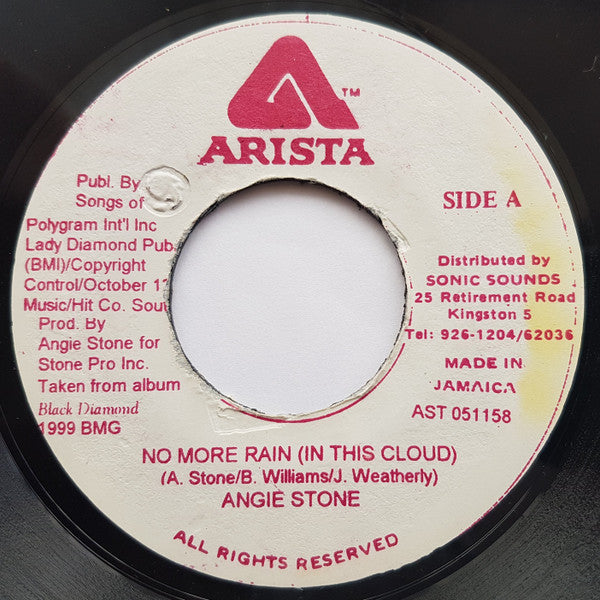 TM
ARISTA
Publ. By
Songs of
Polygram Int'l Inc
Lady Diamond Pub
(BMI)/Copyright
Control/October 12
Music/Hit Co. Sou
Prod. By
Angie Stone for
Stone Pro Inc.
Taken from album
Black Diamond
1999 BMG
SIDE A
Distributed by
SONIC SOUNDS
25 Retirement Road
Kingston 5
Tel: 926-1204/62036
MADE IN
JAMAICA
AST 051158
NO MORE RAIN (IN THIS CLOUD)
(A. Stone/B. Williams/J. Weatherly)
ANGIE STONE
ALL RIGHTS RESERVED